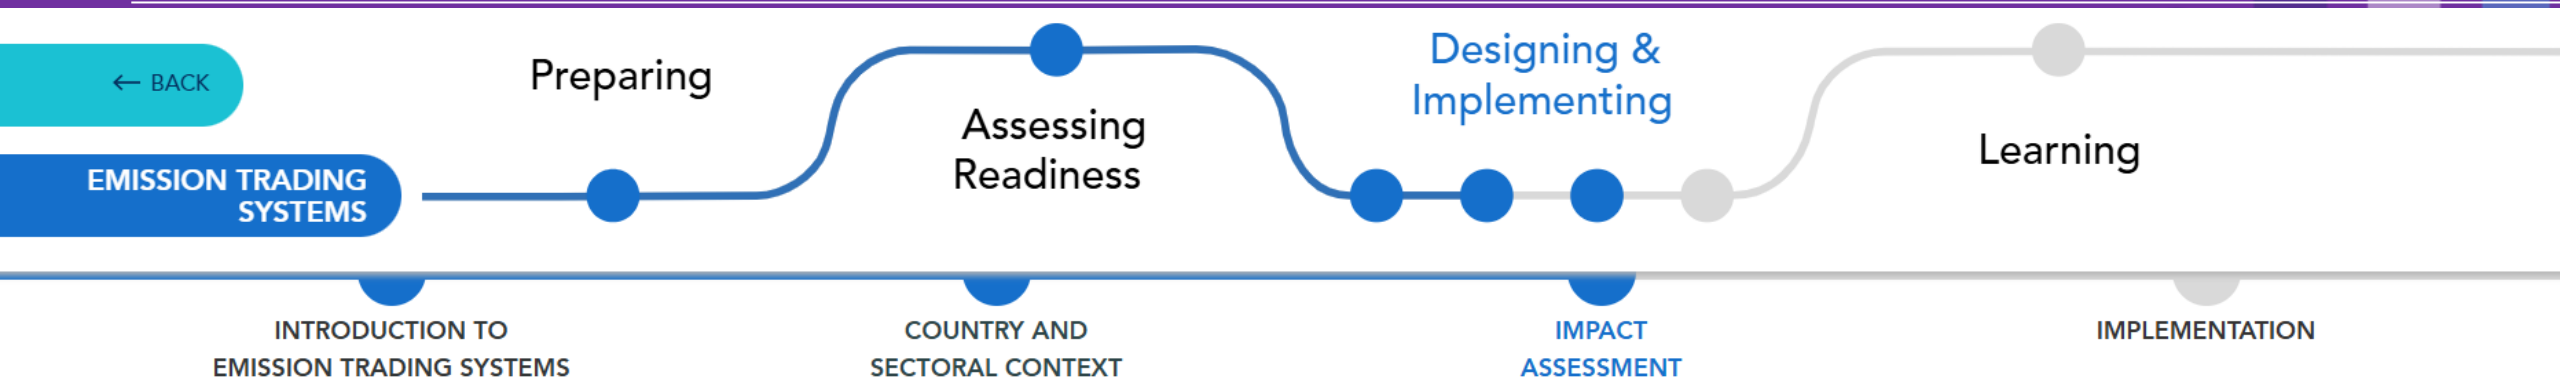 ← BACK
EMISSION TRADING
SYSTEMS
Preparing
Assessing
Readiness
Designing &
Implementing
Learning
INTRODUCTION TO
EMISSION TRADING SYSTEMS
COUNTRY AND
SECTORAL CONTEXT
IMPACT
ASSESSMENT
IMPLEMENTATION